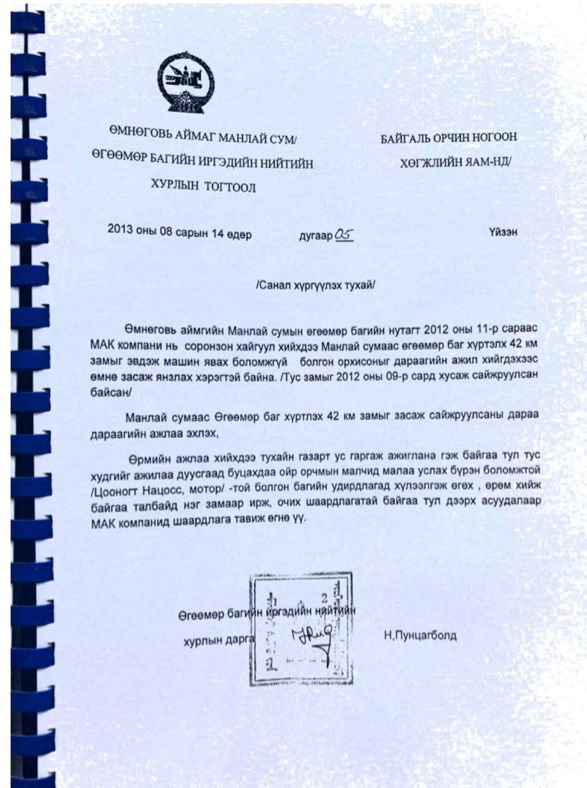 ӨМНӨГОВЬ АЙМАГ МАНЛАЙ СУМ/
ӨГӨӨМӨР БАГИЙН ИРГЭДИЙН НИЙТИЙН
ХУРЛЫН ТОГТООЛ
БАЙГАЛЬ ОРЧИН НОГООН
ХӨГЖЛИЙН ЯАМ-НД/
2013 оны 08 сарын 14 өдөр дугаар 05 Үйзэн
/Санал хүргүүлэх тухай/
Өмнөговь аймгийн Манлай сумын өгөөмөр багийн нутагт 2012 оны 11-р сараас
МАК компани нь соронзон хайгуул хийхдээ Манлай сумаас өгөөмөр баг хүртэлх 42 км
замыг эвдэж машин явах боломжгүй болгон орхисоныг дараагийн ажил хийгдэхээс
өмнө засаж янзлах хэрэгтэй байна. /Тус замыг 2012 оны 09-р сард хусаж сайжруулсан
байсан/
Манлай сумаас Өгөөмөр баг хүртлэх 42 км замыг засаж сайжруулсаны дараа
дараагийн ажлаа эхлэх,
Өрмийн ажлаа хийхдээ тухайн газарт ус гаргаж ажиглана гэж байгаа тул тус
худгийг ажилаа дуусгаад буцахдаа ойр орчмын малчид малаа услах бүрэн боломжтой
/Цооногт Нацосс, мотор/ -той болгон багийн удирдлагад хүлээлгэж өгөх , өрөм хийж
байгаа талбайд нэг замаар ирж, очих шаардлагатай байгаа тул дээрх асуудалаар
МАК компанид шаардлага тавиж өгнө үү.
Өгөөмөр багийн иргэдийн нийтийн
хурлын дарга Н,Пунцагболд